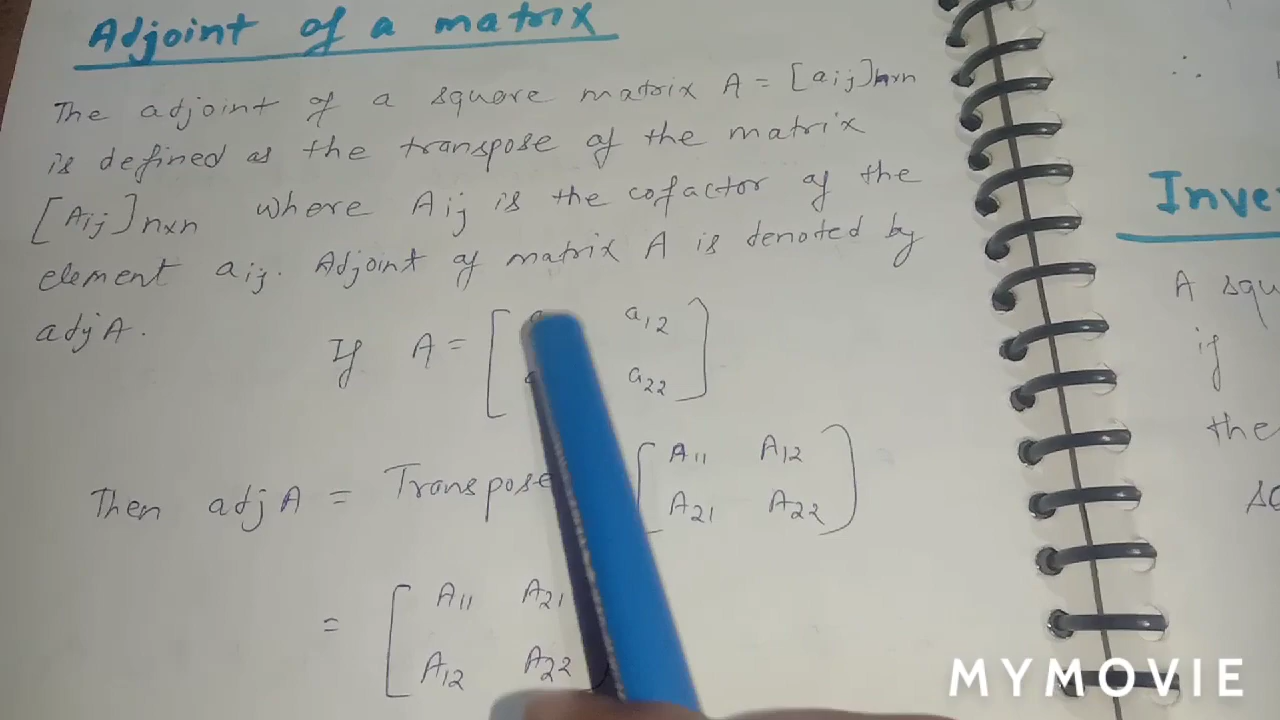 Adjoint of a matrix
The adjoint of a square matrix A = [aij]nxn
is defined as the transpose of the matrix
[Aij]nxn where Aij is the cofactor of the
element aij. Adjoint of matrix A is denoted by
adjA.
If A = [ a12
a22 ]
Then adj A = Transpose [ A11 A12
A21 A22 ]
= [ A11 A21
A12 A22
∴
Inve
A squ
if
the
MYMOVIE